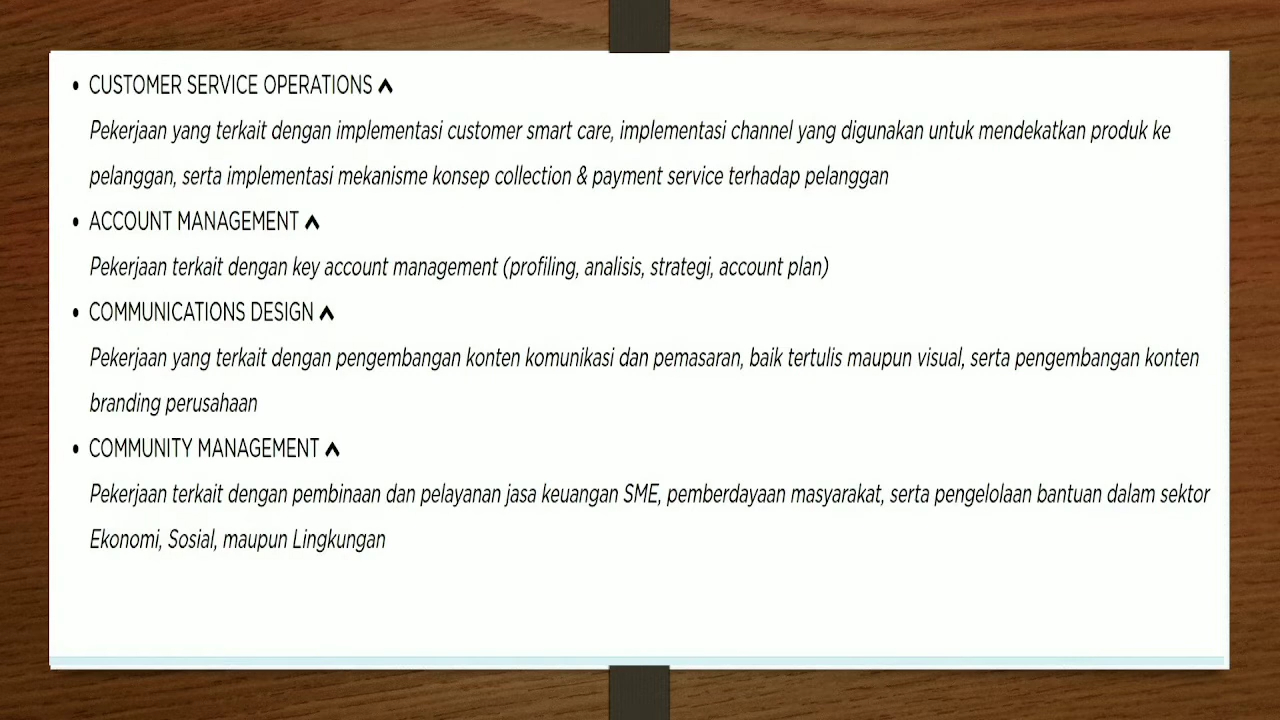 • CUSTOMER SERVICE OPERATIONS ^
Pekerjaan yang terkait dengan implementasi customer smart care, implementasi channel yang digunakan untuk mendekatkan produk ke
pelanggan, serta implementasi mekanisme konsep collection & payment service terhadap pelanggan
• ACCOUNT MANAGEMENT ^
Pekerjaan terkait dengan key account management (profiling, analisis, strategi, account plan)
• COMMUNICATIONS DESIGN ^
Pekerjaan yang terkait dengan pengembangan konten komunikasi dan pemasaran, baik tertulis maupun visual, serta pengembangan konten
branding perusahaan
• COMMUNITY MANAGEMENT ^
Pekerjaan terkait dengan pembinaan dan pelayanan jasa keuangan SME, pemberdayaan masyarakat, serta pengelolaan bantuan dalam sektor
Ekonomi, Sosial, maupun Lingkungan